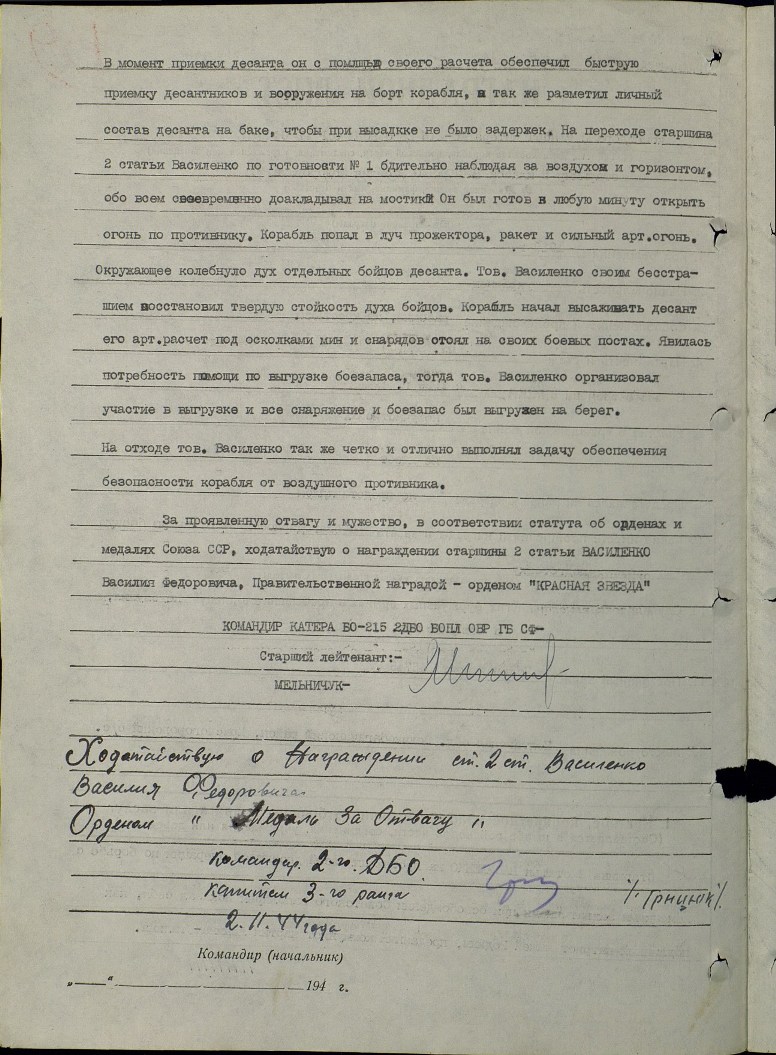 В момент приемки десанта он с помлщью своего расчета обеспечил быструю
приемку десантников и вооружения на борт корабля, а так же разметил личный
состав десанта на баке, чтобы при высадкке не было задержек. На переходе старшина
2 статьи Василенко по готовности № 1 бдительно наблюдая за воздухом и горизонтом,
обо всем своевременно доакладывал на мостик. Он был готов в любую минуту открыть
огонь по противнику. Корабль попал в луч прожектора, ракет и сильный арт.огонь.
Окружающее колебнуло дух отдельных бойцов десанта. Тов. Василенко своим бесстра-
шием восстановил твердую стойкость духа бойцов. Корабль начал высаживать десант
его арт.расчет под осколками мин и снарядов стоял на своих боевых постах. Явилась
потребность помощи по выгрузке боезапаса, тогда тов. Василенко организовал
участие в выгрузке и все снаряжение и боезапас был выгружен на берег.
На отходе тов. Василенко так же четко и отлично выполнял задачу обеспечения
безопасности корабля от воздушного противника.
За проявленную отвагу и мужество, в соответствии статута об орденах и
медалях Союза ССР, ходатайствую о награждении старшины 2 статьи ВАСИЛЕНКО
Василия Федоровича, Правительственной наградой - орденом "КРАСНАЯ ЗВЕЗДА"
КОМАНДИР КАТЕРА БО-215 2ДБО БОПЛ ОВР ГБ СФ-
Старший лейтенант:-
МЕЛЬНИЧУК-
Ходатайствую о Награждении ст. 2 ст. Василенко
Василия Федоровича
Орденом " Медаль За Отвагу "
Командир 2-го ДБО
капитан 3-го ранга
2.11.44 года
Командир (начальник)
„——“ 194 г.